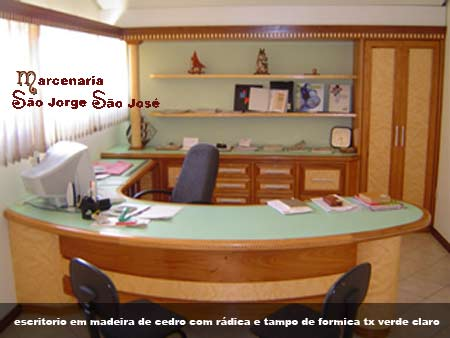 Marcenaria
São Jorge São José
escritorio em madeira de cedro com rádica e tampo de formica tx verde claro